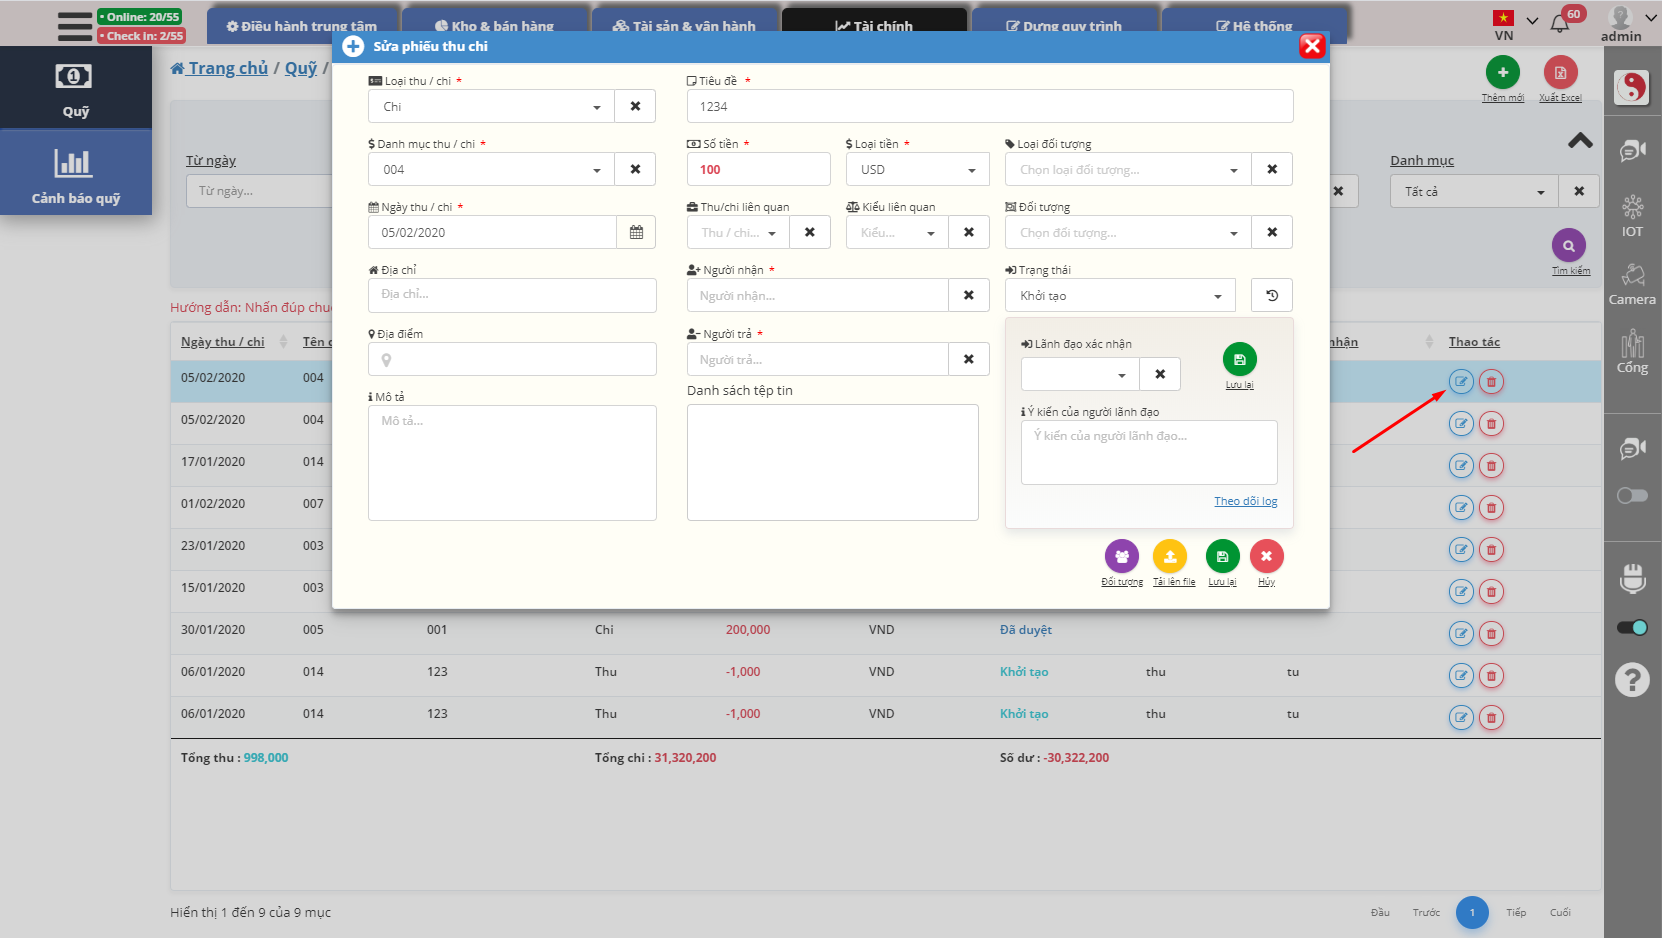 Online: 20/55
Check in: 2/55
Điều hành trung tâm
Kho & bán hàng
Tài sản & vận hành
Tài chính
Dựng quy trình
Hệ thống
VN
60
admin
Quỹ
Cảnh báo quỹ
Trang chủ / Quỹ /
Thêm mới
Xuất Excel
Từ ngày
Từ ngày...
Danh mục
Tất cả
Tìm kiếm
Sửa phiếu thu chi
Loại thu / chi *
Chi
Tiêu đề *
1234
Danh mục thu / chi *
004
Số tiền *
100
Loại tiền *
USD
Loại đối tượng
Chọn loại đối tượng...
Ngày thu / chi *
05/02/2020
Thu/chi liên quan
Thu / chi...
Kiểu liên quan
Kiểu...
Đối tượng
Chọn đối tượng...
Địa chỉ
Địa chỉ...
Người nhận *
Người nhận...
Trạng thái
Khởi tạo
Địa điểm
Người trả *
Người trả...
Lãnh đạo xác nhận
Lưu lại
Mô tả
Mô tả...
Danh sách tệp tin
Ý kiến của người lãnh đạo
Ý kiến của người lãnh đạo...
Theo dõi log
Đối tượng
Tải lên file
Lưu lại
Hủy
Hướng dẫn: Nhấn đúp
Ngày thu / chi
Tên
nhận
Thao tác
05/02/2020 004
05/02/2020 004
17/01/2020 014
01/02/2020 007
23/01/2020 003
15/01/2020 003
30/01/2020 005 001 Chi 200,000 VND Đã duyệt
06/01/2020 014 123 Thu -1,000 VND Khởi tạo thu tu
06/01/2020 014 123 Thu -1,000 VND Khởi tạo thu tu
Tổng thu : 998,000
Tổng chi : 31,320,200
Số dư : -30,322,200
Hiển thị 1 đến 9 của 9 mục
Đầu Trước 1 Tiếp Cuối
IOT
Camera
Cổng